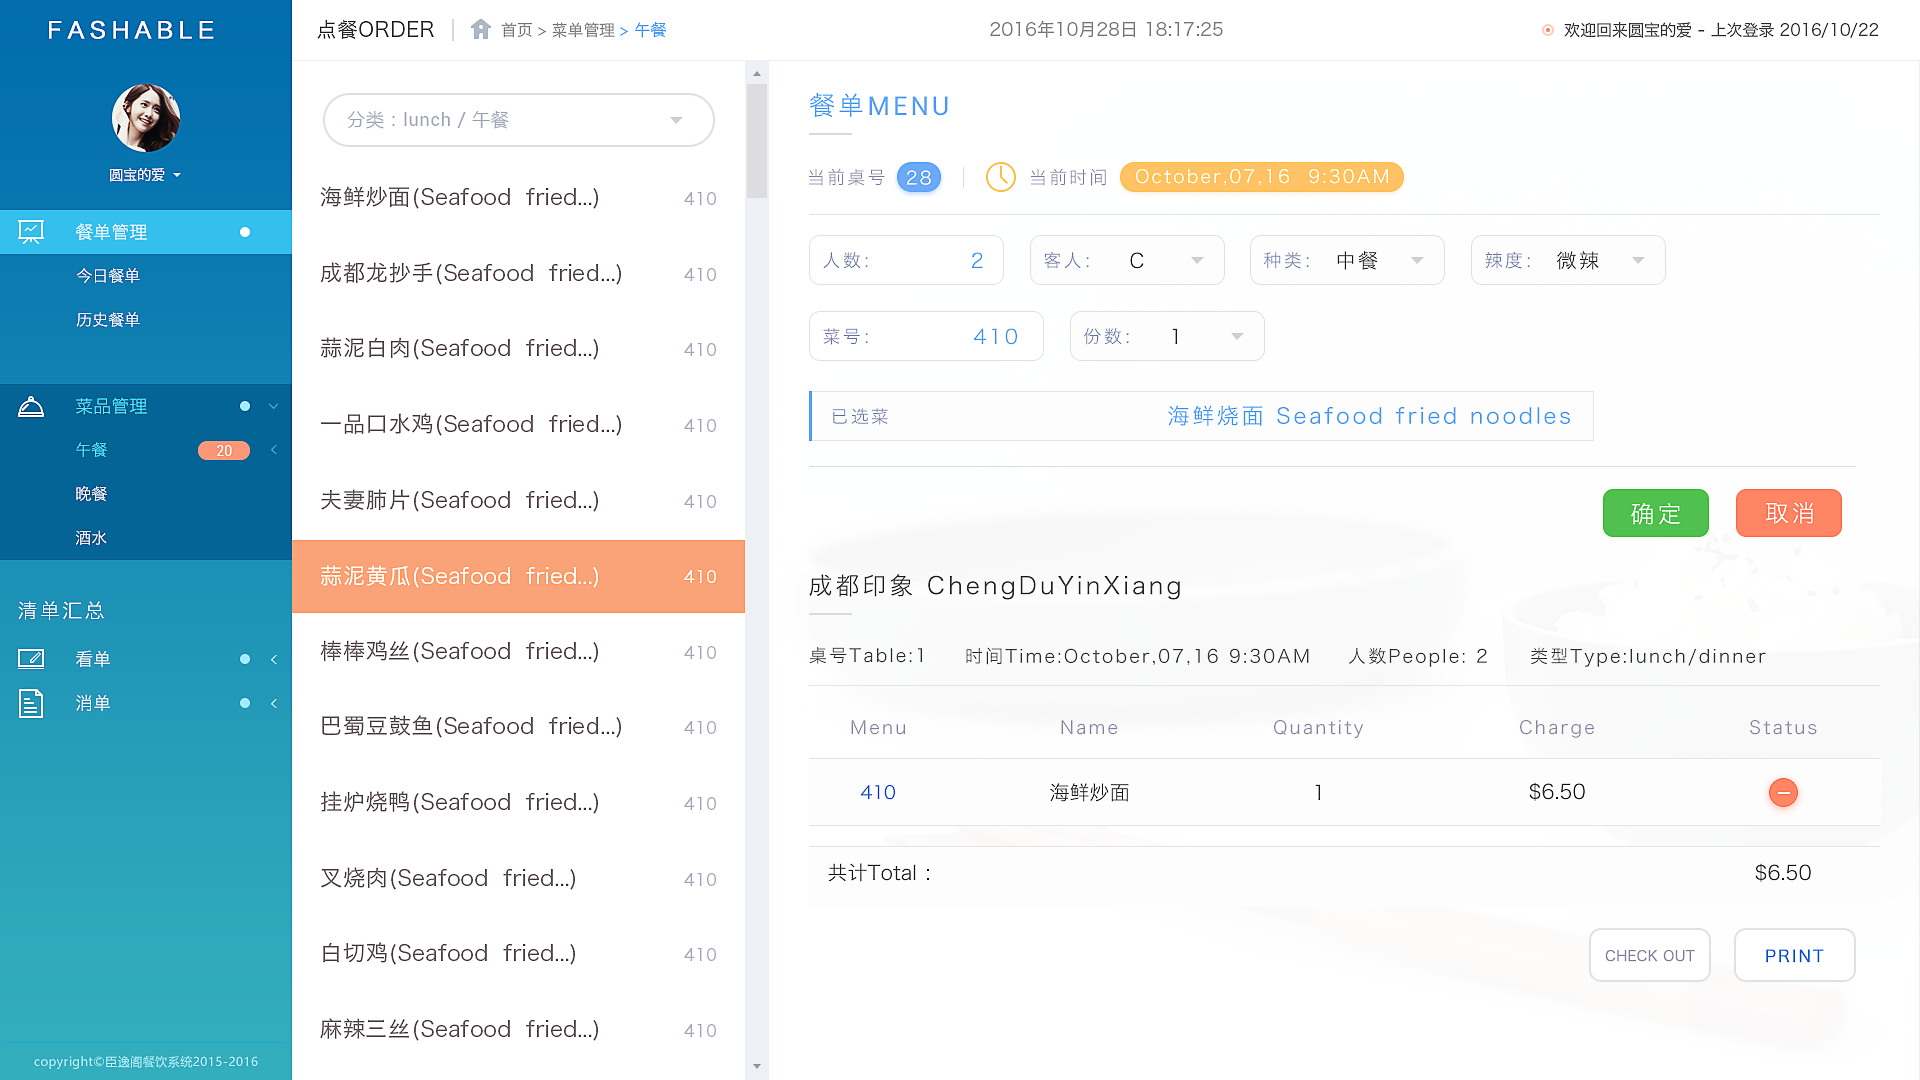 FASHABLE
圆宝的爱
餐单管理
今日餐单
历史餐单
菜品管理
午餐 20
晚餐
酒水
清单汇总
看单
消单
copyright©臣逸阁餐饮系统2015-2016
点餐ORDER
首页 > 菜单管理 > 午餐
2016年10月28日 18:17:25
欢迎回来圆宝的爱 - 上次登录 2016/10/22
分类 : lunch / 午餐
海鲜炒面(Seafood fried...) 410
成都龙抄手(Seafood fried...) 410
蒜泥白肉(Seafood fried...) 410
一品口水鸡(Seafood fried...) 410
夫妻肺片(Seafood fried...) 410
蒜泥黄瓜(Seafood fried...) 410
棒棒鸡丝(Seafood fried...) 410
巴蜀豆鼓鱼(Seafood fried...) 410
挂炉烧鸭(Seafood fried...) 410
叉烧肉(Seafood fried...) 410
白切鸡(Seafood fried...) 410
麻辣三丝(Seafood fried...) 410
餐单MENU
当前桌号 28 当前时间 October,07,16 9:30AM
人数: 2 客人: C 种类: 中餐 辣度: 微辣
菜号: 410 份数: 1
已选菜 海鲜烧面 Seafood fried noodles
确定 取消
成都印象 ChengDuYinXiang
桌号Table:1 时间Time:October,07,16 9:30AM 人数People: 2 类型Type:lunch/dinner
Menu Name Quantity Charge Status
410 海鲜炒面 1 $6.50
共计Total : $6.50
CHECK OUT PRINT